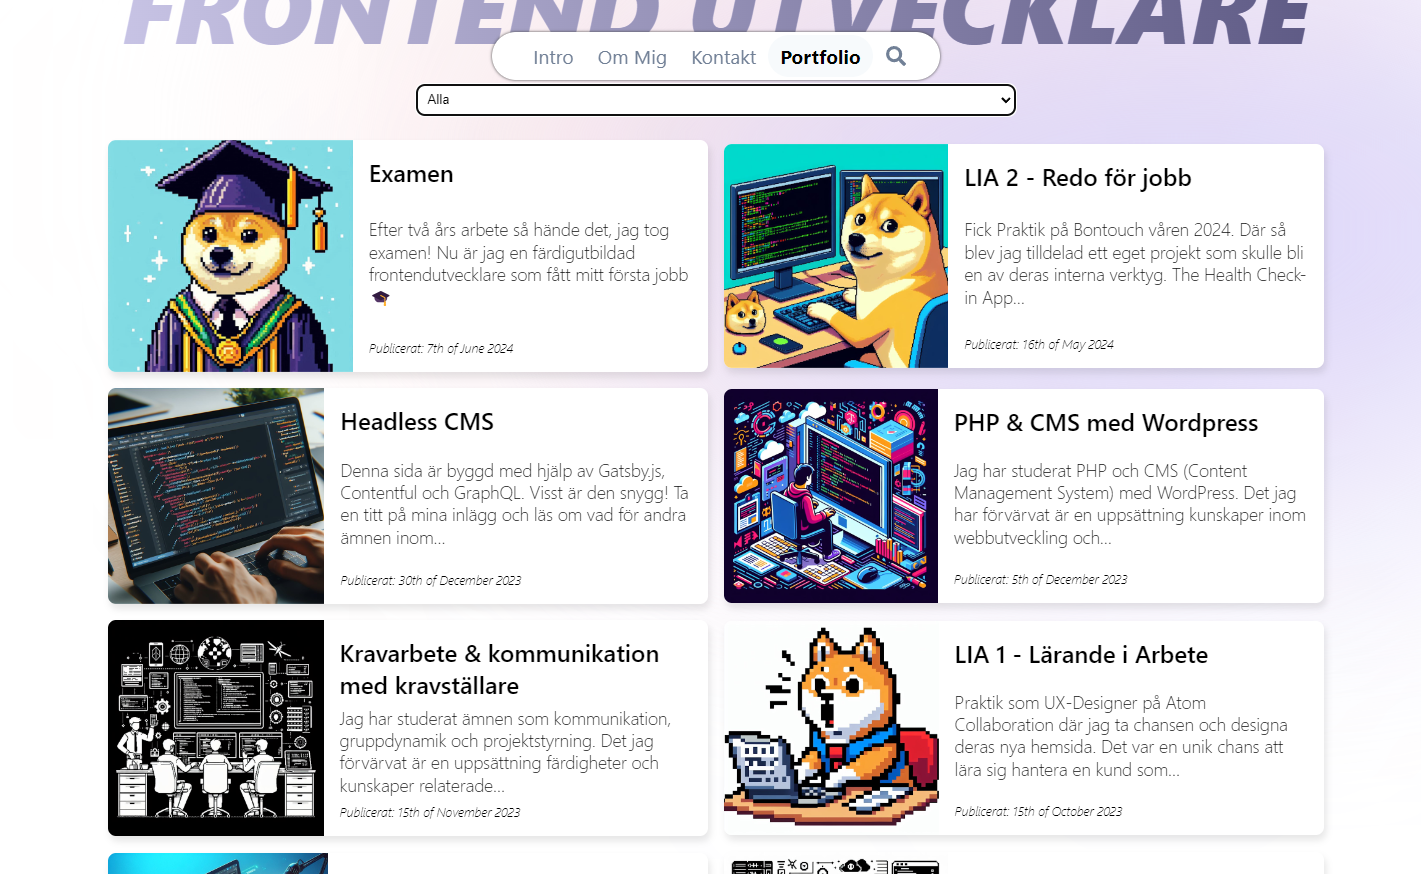 FRONTEND UTVECKLARE
Intro Om Mig Kontakt Portfolio
Alla
Examen
Efter två års arbete så hände det, jag tog
examen! Nu är jag en färdigutbildad
frontendutvecklare som fått mitt första jobb
🎓
Publicerat: 7th of June 2024
LIA 2 - Redo för jobb
Fick Praktik på Bontouch våren 2024. Där så
blev jag tilldelad ett eget projekt som skulle bli
en av deras interna verktyg. The Health Check-
in App...
Publicerat: 16th of May 2024
Headless CMS
Denna sida är byggd med hjälp av Gatsby.js,
Contentful och GraphQL. Visst är den snygg! Ta
en titt på mina inlägg och läs om vad för andra
ämnen inom...
Publicerat: 30th of December 2023
PHP & CMS med Wordpress
Jag har studerat PHP och CMS (Content
Management System) med WordPress. Det jag
har förvärvat är en uppsättning kunskaper inom
webbutveckling och...
Publicerat: 5th of December 2023
Kravarbete & kommunikation
med kravställare
Jag har studerat ämnen som kommunikation,
gruppdynamik och projektstyrning. Det jag
förvärvat är en uppsättning färdigheter och
kunskaper relaterade...
Publicerat: 15th of November 2023
LIA 1 - Lärande i Arbete
Praktik som UX-Designer på Atom
Collaboration där jag ta chansen och designa
deras nya hemsida. Det var en unik chans att
lära sig hantera en kund som...
Publicerat: 15th of October 2023